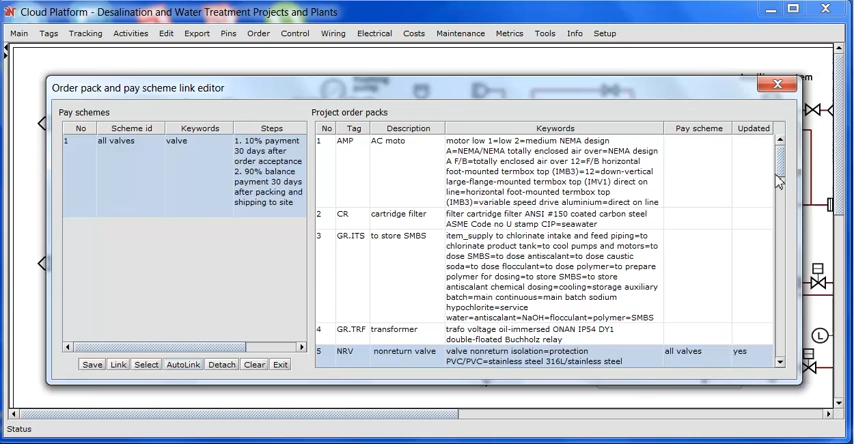 Cloud Platform - Desalination and Water Treatment Projects and Plants
Main Tags Tracking Activities Edit Export Pins Order Control Wiring Electrical Costs Maintenance Metrics Tools Info Setup
Order pack and pay scheme link editor
Pay schemes
No Scheme id Keywords Steps
1 all valves valve 1. 10% payment
30 days after
order acceptance
2. 90% balance
payment 30 days
after packing and
shipping to site
Save Link Select AutoLink Detach Clear Exit
Project order packs
No Tag Description Keywords Pay scheme Updated
1 AMP AC moto motor low 1=low 2=medium NEMA design
A=NEMA/NEMA totally enclosed air over=NEMA design
A F/B=totally enclosed air over 12=F/B horizontal
foot-mounted termbox top (IMB3)=12=down-vertical
large-flange-mounted termbox top (IMV1) direct on
line=horizontal foot-mounted termbox top
(IMB3)=variable speed drive aluminium=direct on line
2 CR cartridge filter filter cartridge filter ANSI #150 coated carbon steel
ASME Code no U stamp CIP=seawater
3 GR.ITS to store SMBS item_supply to chlorinate intake and feed piping=to
chlorinate product tank=to cool pumps and motors=to
dose SMBS=to dose antiscalant=to dose caustic
soda=to dose flocculant=to dose polymer=to prepare
polymer for dosing=to store SMBS=to store
antiscalant chemical dosing=cooling=storage auxiliary
batch=main continuous=main batch sodium
hypochlorite=service
water=antiscalant=NaOH=flocculant=polymer=SMBS
4 GR.TRF transformer trafo voltage oil-immersed ONAN IP54 DY1
double-floated Buchholz relay
5 NRV nonreturn valve valve nonreturn isolation=protection all valves yes
PVC/PVC=stainless steel 316L/stainless steel
L
Status